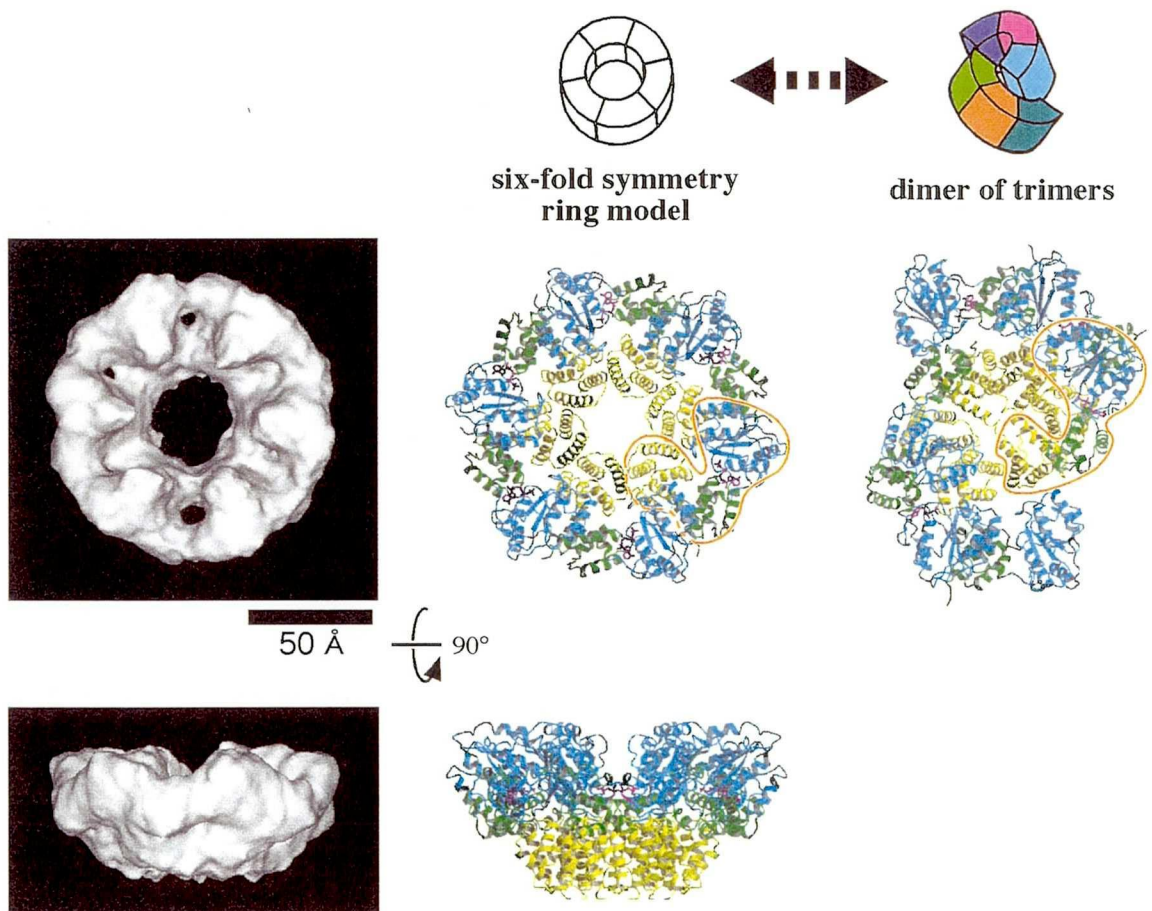 six-fold symmetry
ring model
dimer of trimers
50 Å
90°